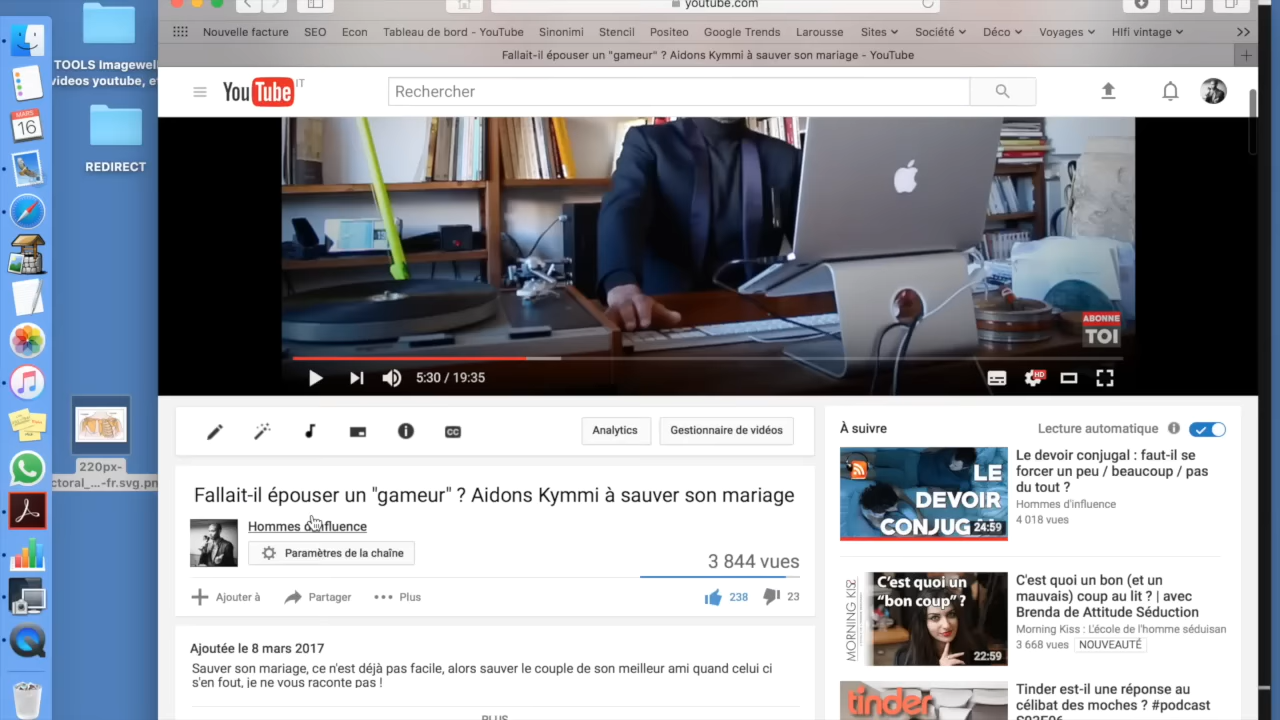 youtube.com
Nouvelle facture SEO Econ Tableau de bord - YouTube Sinonimi Stencil Positeo Google Trends Larousse Sites Société Déco Voyages HIfi vintage
Fallait-il épouser un "gameur" ? Aidons Kymmi à sauver son mariage - YouTube
TOOLS Imagewell
videos youtube, e
MARS
16
REDIRECT
220px-
ctoral_...-fr.svg.pn
YouTube IT
Rechercher
ABONNE
TOI
5:30 / 19:35
HD
CC
Analytics
Gestionnaire de vidéos
Fallait-il épouser un "gameur" ? Aidons Kymmi à sauver son mariage
Hommes d'influence
Paramètres de la chaîne
3 844 vues
Ajouter à
Partager
Plus
238
23
Ajoutée le 8 mars 2017
Sauver son mariage, ce n'est déjà pas facile, alors sauver le couple de son meilleur ami quand celui ci
s'en fout, je ne vous raconte pas !
PLUS
À suivre
Lecture automatique
LE
DEVOIR
CONJUG
24:59
Le devoir conjugal : faut-il se
forcer un peu / beaucoup / pas
du tout ?
Hommes d'influence
4 018 vues
MORNING KISS
C'est quoi un
"bon coup" ?
22:59
C'est quoi un bon (et un
mauvais) coup au lit ? | avec
Brenda de Attitude Séduction
Morning Kiss : L'école de l'homme séduisan
3 668 vues NOUVEAUTÉ
tinder
Tinder est-il une réponse au
célibat des moches ? #podcast
S02E06